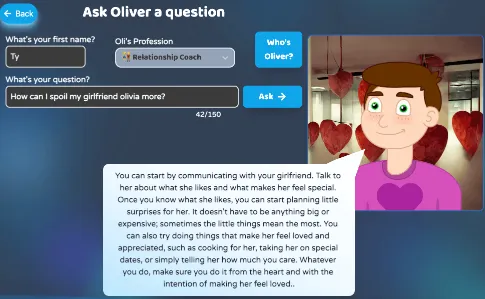 ← Back
Ask Oliver a question
What's your first name?
Oli's Profession
Ty
Relationship Coach
Who's
Oliver?
What's your question?
How can I spoil my girlfriend olivia more?
Ask →
42/150
You can start by communicating with your girlfriend. Talk to
her about what she likes and what makes her feel special.
Once you know what she likes, you can start planning little
surprises for her. It doesn't have to be anything big or
expensive; sometimes the little things mean the most. You
can also try doing things that make her feel loved and
appreciated, such as cooking for her, taking her on special
dates, or simply telling her how much you care. Whatever
you do, make sure you do it from the heart and with the
intention of making her feel loved..